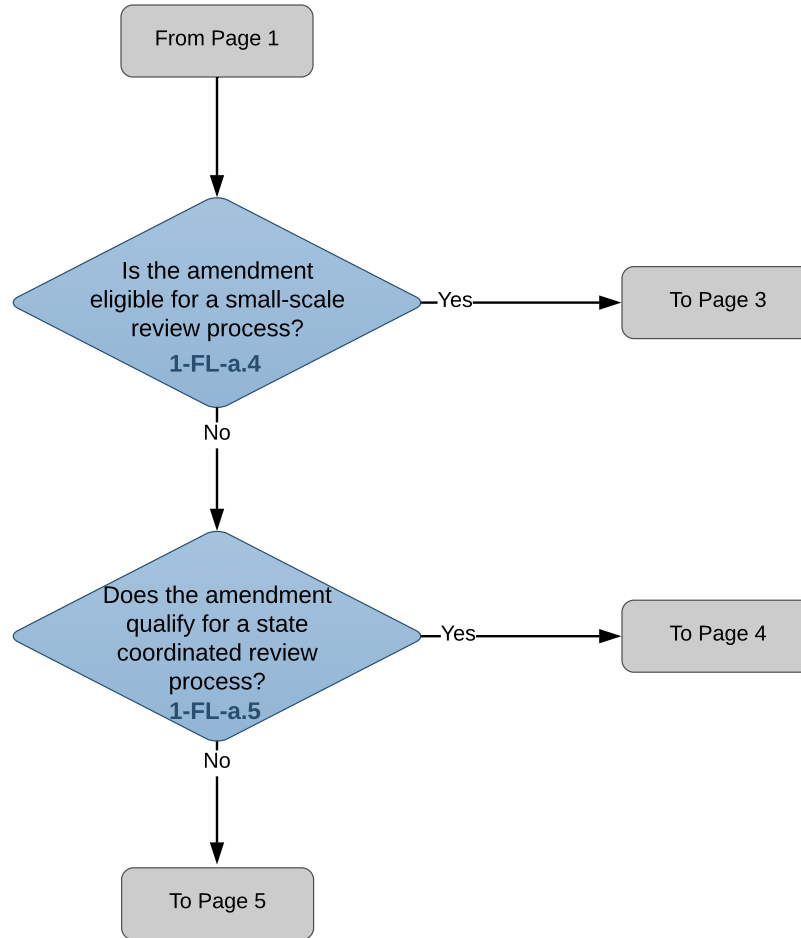 From Page 1
Is the amendment
eligible for a small-scale
review process?
1-FL-a.4
Yes
To Page 3
No
Does the amendment
qualify for a state
coordinated review
process?
1-FL-a.5
Yes
To Page 4
No
To Page 5